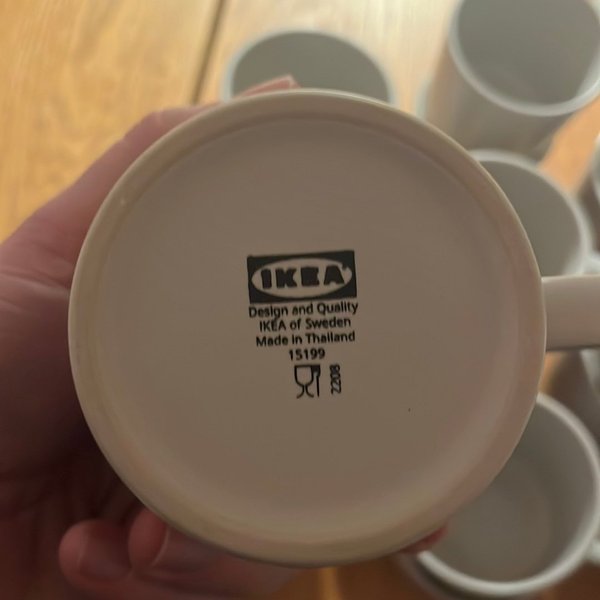 IKEA
Design and Quality
IKEA of Sweden
Made in Thailand
15199
2208